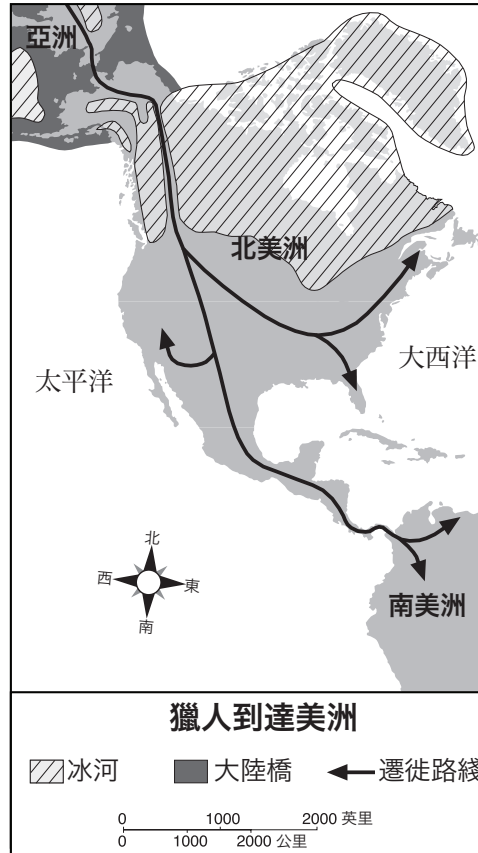 亞洲
北美洲
太平洋
大西洋
北
西
東
南
南美洲
獵人到達美洲
冰河
大陸橋
遷徙路綫
0 1000 2000 英里
0 1000 2000 公里